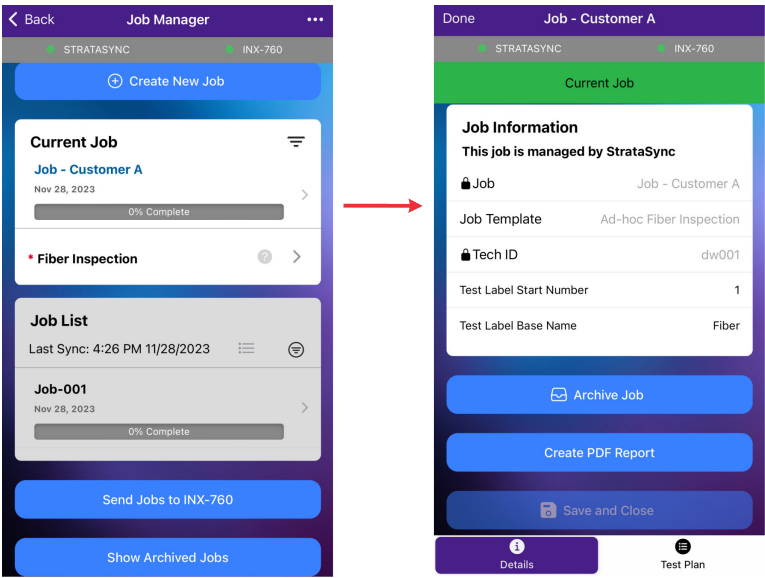 Back
Job Manager
STRATASYNC
INX-760
Create New Job
Current Job
Job - Customer A
Nov 28, 2023
0% Complete
* Fiber Inspection
?
Job List
Last Sync: 4:26 PM 11/28/2023
Job-001
Nov 28, 2023
0% Complete
Send Jobs to INX-760
Show Archived Jobs
Done
Job - Customer A
STRATASYNC
INX-760
Current Job
Job Information
This job is managed by StrataSync
Job
Job - Customer A
Job Template
Ad-hoc Fiber Inspection
Tech ID
dw001
Test Label Start Number
1
Test Label Base Name
Fiber
Archive Job
Create PDF Report
Save and Close
Details
Test Plan